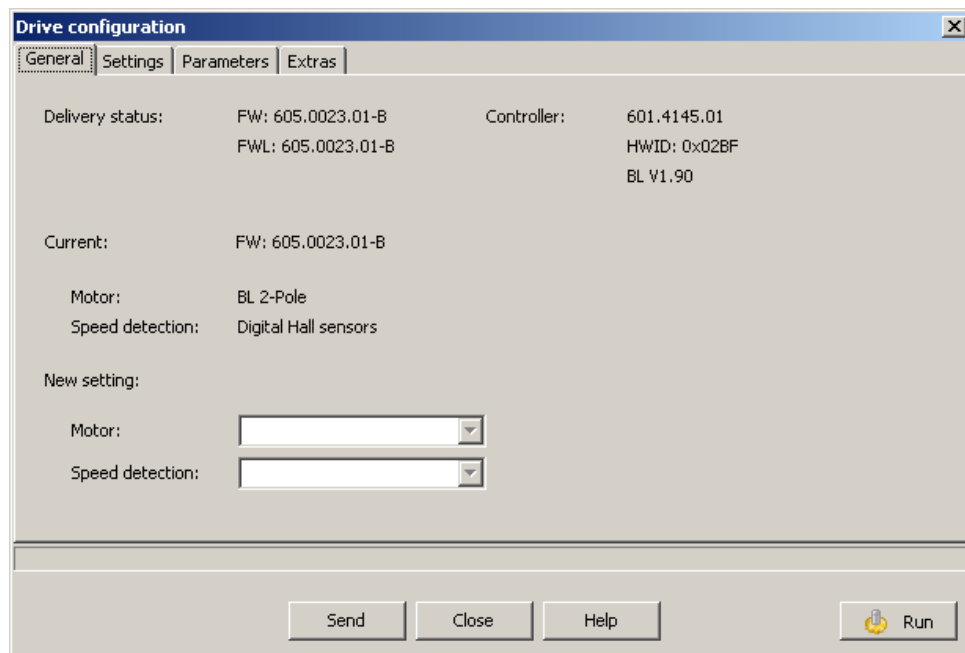 Drive configuration
General Settings Parameters Extras
Delivery status: FW: 605.0023.01-B Controller: 601.4145.01
FWL: 605.0023.01-B HWID: 0x02BF
BL V1.90
Current: FW: 605.0023.01-B
Motor: BL 2-Pole
Speed detection: Digital Hall sensors
New setting:
Motor:
Speed detection:
Send Close Help Run